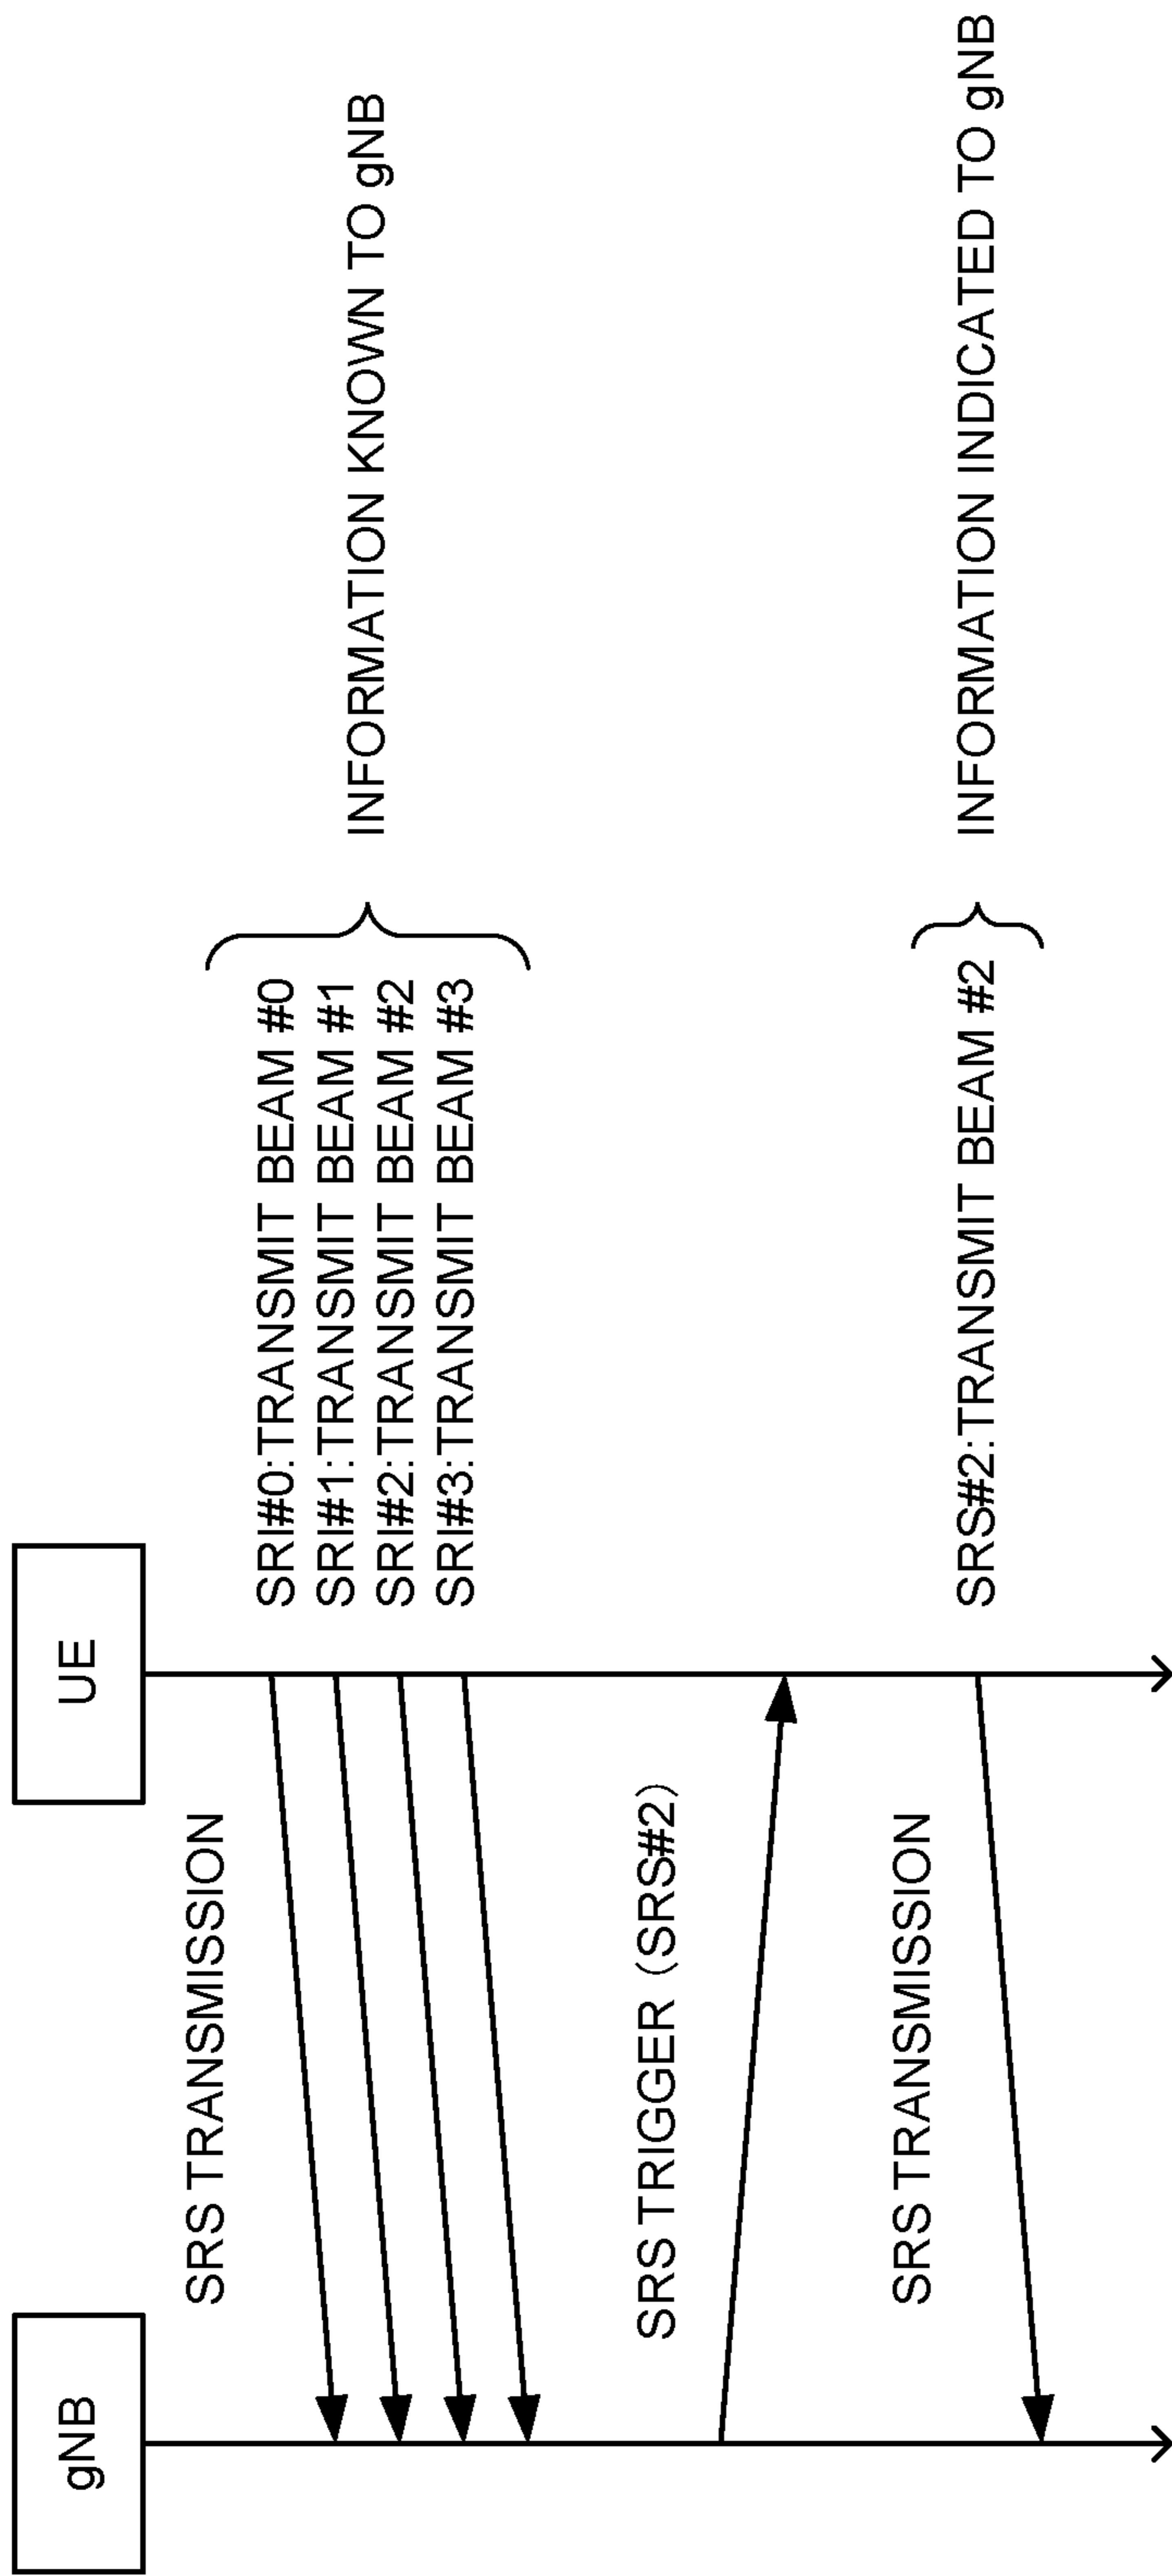 gNB
UE
SRS TRANSMISSION
SRI#0:TRANSMIT BEAM #0
SRI#1:TRANSMIT BEAM #1
SRI#2:TRANSMIT BEAM #2
SRI#3:TRANSMIT BEAM #3
INFORMATION KNOWN TO gNB
SRS TRIGGER (SRS#2)
SRS TRANSMISSION
SRS#2:TRANSMIT BEAM #2
INFORMATION INDICATED TO gNB